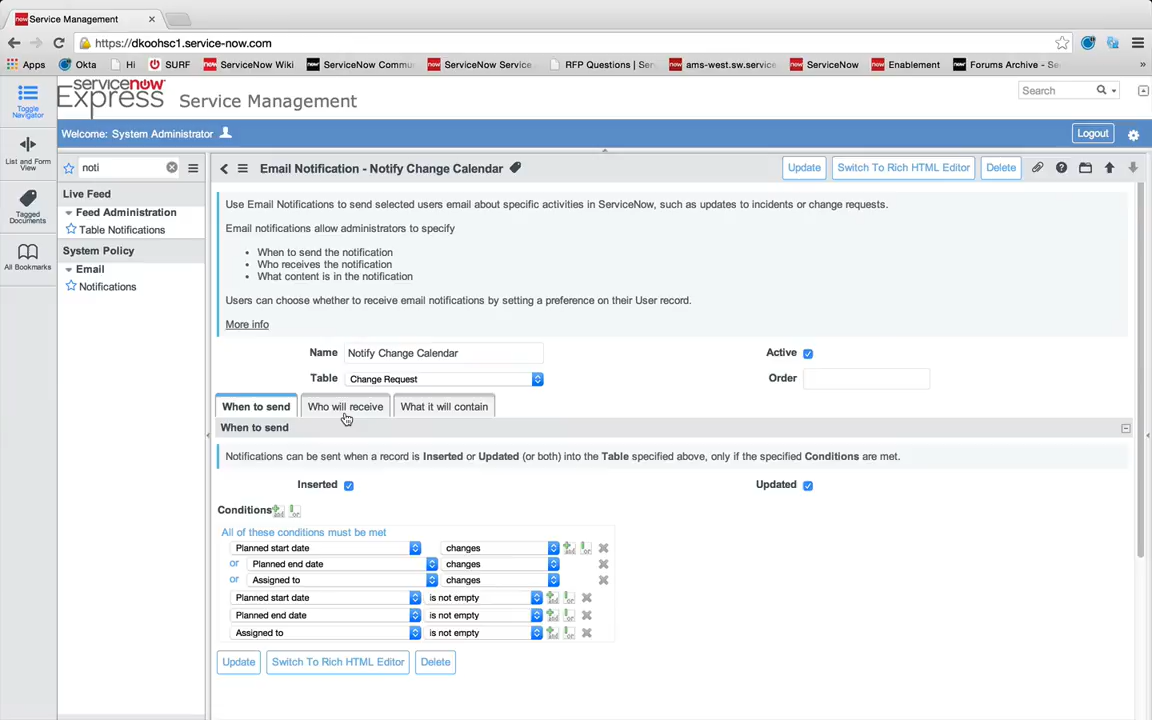 Service Management
https://dkoohsc1.service-now.com
Apps Okta Hi SURF ServiceNow Wiki ServiceNow Commu ServiceNow Service RFP Questions | Ser ams-west.sw.service ServiceNow Enablement Forums Archive - Se »
servicenow
Express Service Management
Search
Toggle
Navigator
Welcome: System Administrator
Logout
List and Form
View
noti
Email Notification - Notify Change Calendar
Update
Switch To Rich HTML Editor
Delete
Live Feed
Feed Administration
Table Notifications
System Policy
Email
Notifications
Tagged
Documents
All Bookmarks
Use Email Notifications to send selected users email about specific activities in ServiceNow, such as updates to incidents or change requests.
Email notifications allow administrators to specify
• When to send the notification
• Who receives the notification
• What content is in the notification
Users can choose whether to receive email notifications by setting a preference on their User record.
More info
Name Notify Change Calendar Active
Table Change Request Order
When to send Who will receive What it will contain
When to send
Notifications can be sent when a record is Inserted or Updated (or both) into the Table specified above, only if the specified Conditions are met.
Inserted Updated
Conditions
All of these conditions must be met
Planned start date changes
or Planned end date changes
or Assigned to changes
Planned start date is not empty
Planned end date is not empty
Assigned to is not empty
Update Switch To Rich HTML Editor Delete